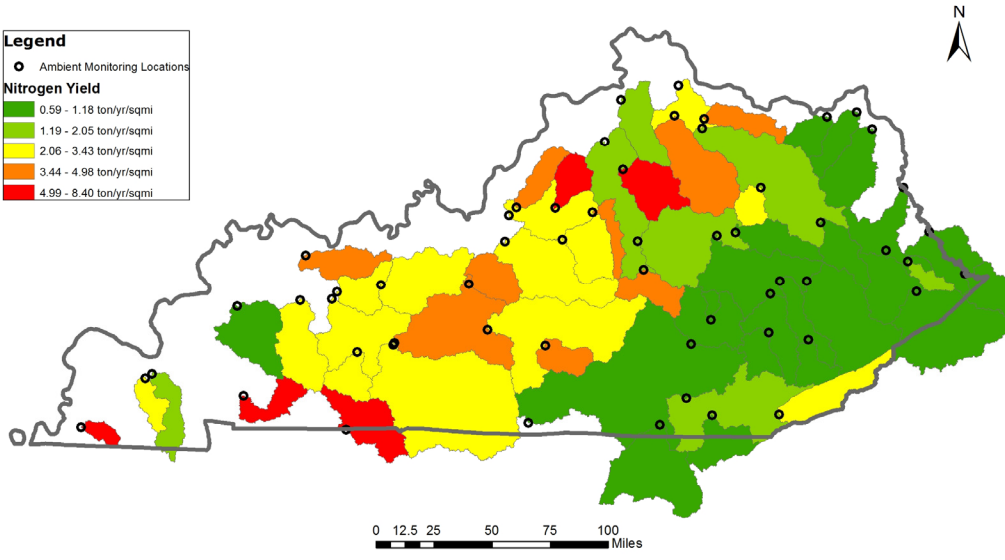 N
Legend
Ambient Monitoring Locations
Nitrogen Yield
0.59 - 1.18 ton/yr/sqmi
1.19 - 2.05 ton/yr/sqmi
2.06 - 3.43 ton/yr/sqmi
3.44 - 4.98 ton/yr/sqmi
4.99 - 8.40 ton/yr/sqmi
0 12.5 25 50 75 100
Miles